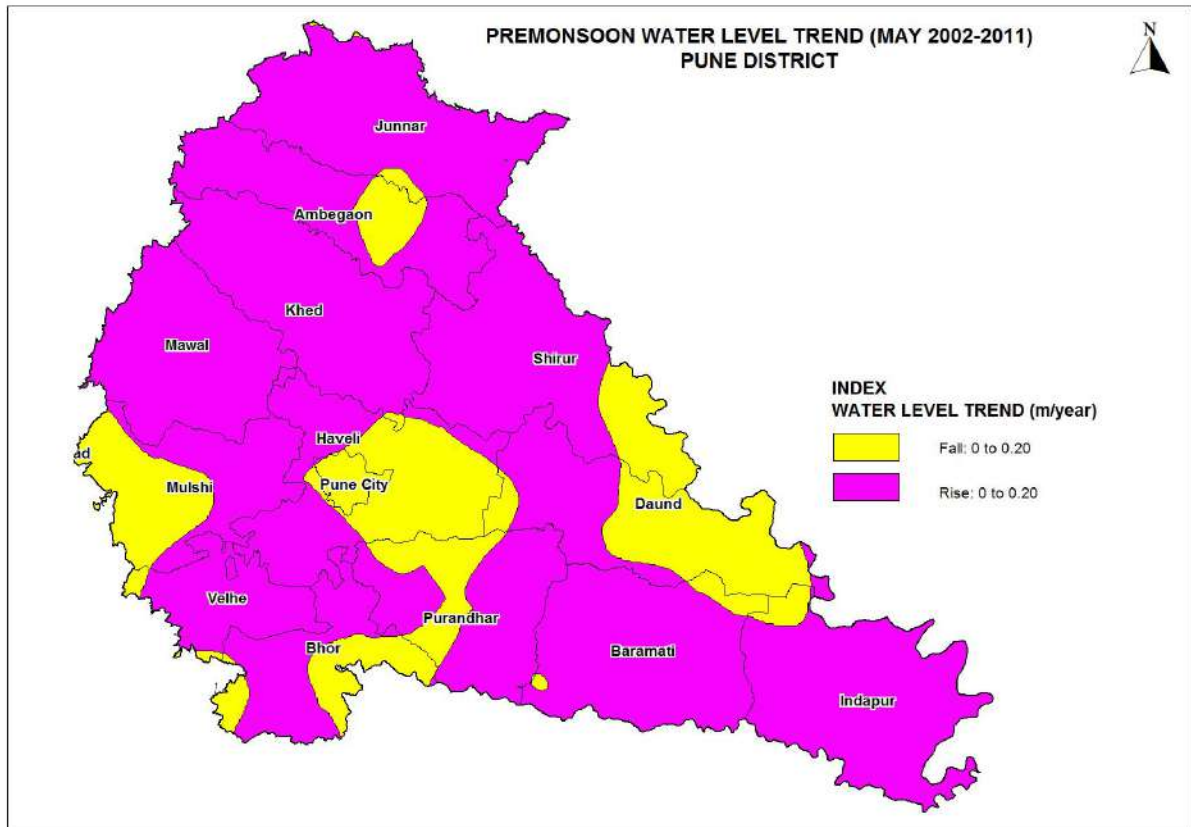 PREMONSOON WATER LEVEL TREND (MAY 2002-2011)
PUNE DISTRICT
N
Junnar
Ambegaon
Khed
Mawal
Shirur
INDEX
WATER LEVEL TREND (m/year)
Fall: 0 to 0.20
Rise: 0 to 0.20
Haveli
ad
Mulshi
Pune City
Daund
Velhe
Purandhar
Bhor
Baramati
Indapur